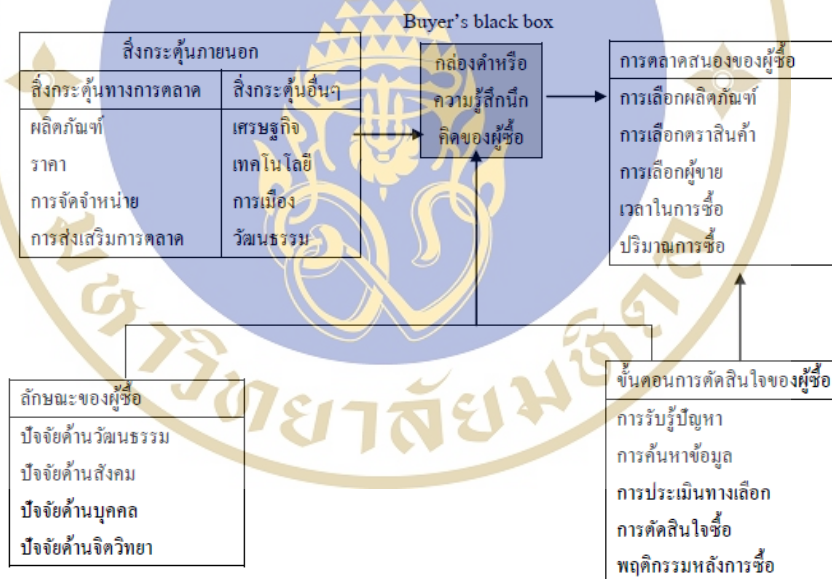 Buyer's black box
สิ่งกระตุ้นภายนอก
สิ่งกระตุ้นทางการตลาด สิ่งกระตุ้นอื่นๆ
ผลิตภัณฑ์ เศรษฐกิจ
ราคา เทคโนโลยี
การจัดจำหน่าย การเมือง
การส่งเสริมการตลาด วัฒนธรรม
กล่องดำหรือ
ความรู้สึกนึก
คิดของผู้ซื้อ
การตลาดสนองของผู้ซื้อ
การเลือกผลิตภัณฑ์
การเลือกตราสินค้า
การเลือกผู้ขาย
เวลาในการซื้อ
ปริมาณการซื้อ
ลักษณะของผู้ซื้อ
ปัจจัยด้านวัฒนธรรม
ปัจจัยด้านสังคม
ปัจจัยด้านบุคคล
ปัจจัยด้านจิตวิทยา
ขั้นตอนการตัดสินใจของผู้ซื้อ
การรับรู้ปัญหา
การค้นหาข้อมูล
การประเมินทางเลือก
การตัดสินใจซื้อ
พฤติกรรมหลังการซื้อ
มหาวิทยาลัยมหิดล